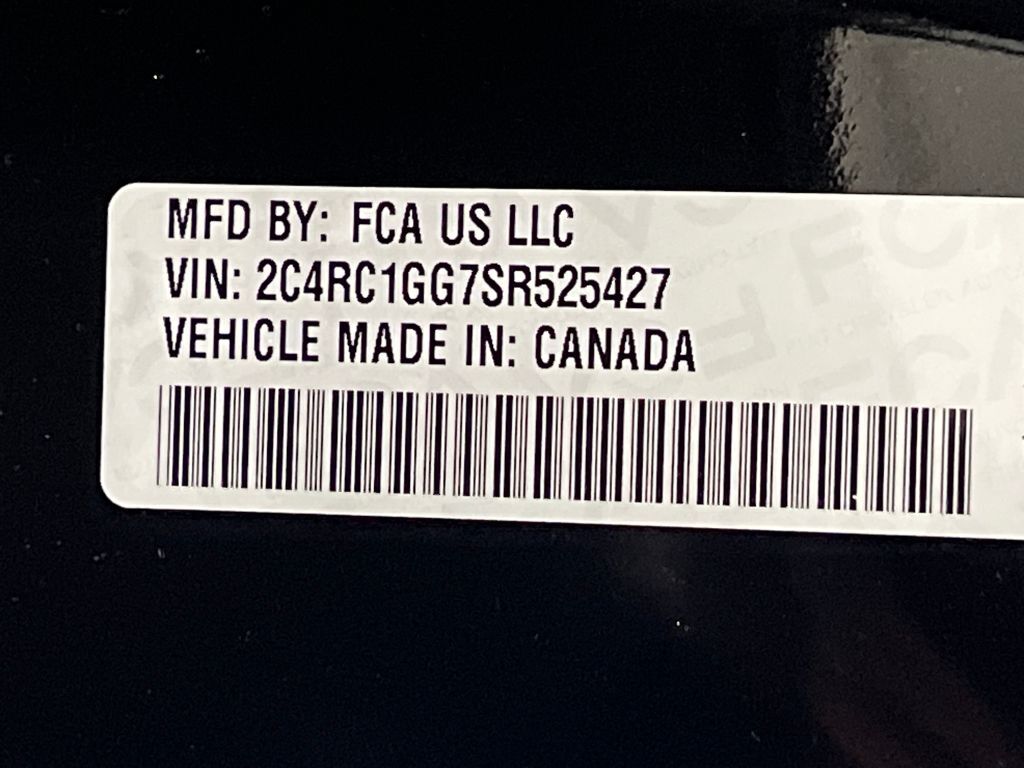 MFD BY: FCA US LLC
VIN: 2C4RC1GG7SR525427
VEHICLE MADE IN: CANADA